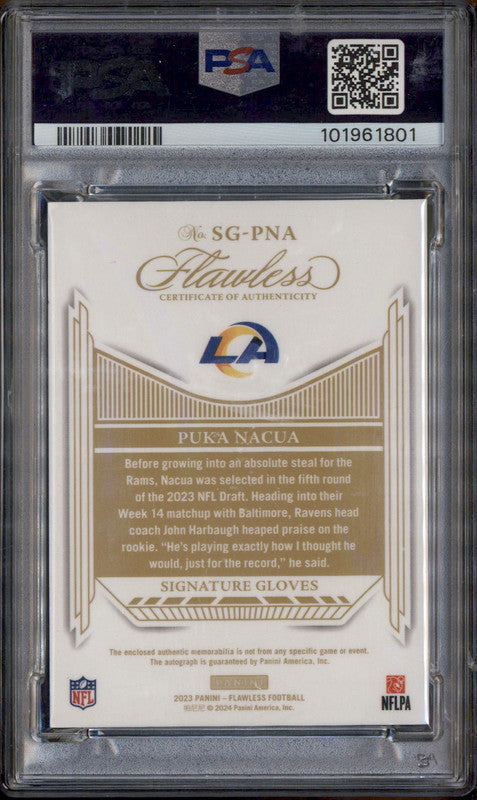 PSA
101961801
No. SG-PNA
Flawless
CERTIFICATE OF AUTHENTICITY
LA
PUKA NACUA
Before growing into an absolute steal for the
Rams, Nacua was selected in the fifth round
of the 2023 NFL Draft. Heading into their
Week 14 matchup with Baltimore, Ravens head
coach John Harbaugh heaped praise on the
rookie. “He’s playing exactly how I thought he
would, just for the record,” he said.
SIGNATURE GLOVES
The enclosed authentic memorabilia is not from any specific game or event.
The autograph is guaranteed by Panini America, Inc.
PANINI
2023 PANINI – FLAWLESS FOOTBALL
© 2024 Panini America, Inc.
NFL
NFLPA